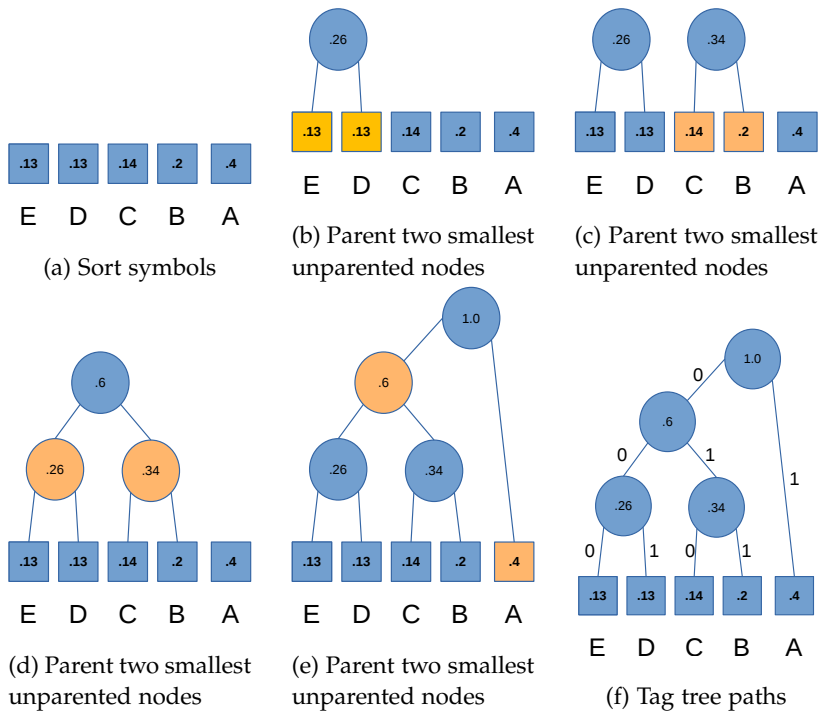 .13 .13 .14 .2 .4
E D C B A
(a) Sort symbols
.26
.13 .13 .14 .2 .4
E D C B A
(b) Parent two smallest
unparented nodes
.26 .34
.13 .13 .14 .2 .4
E D C B A
(c) Parent two smallest
unparented nodes
.6
.26 .34
.13 .13 .14 .2 .4
E D C B A
(d) Parent two smallest
unparented nodes
1.0
.6
.26 .34
.13 .13 .14 .2 .4
E D C B A
(e) Parent two smallest
unparented nodes
1.0
0
.6
0 1
1
.26 .34
0 1 0 1
.13 .13 .14 .2 .4
E D C B A
(f) Tag tree paths